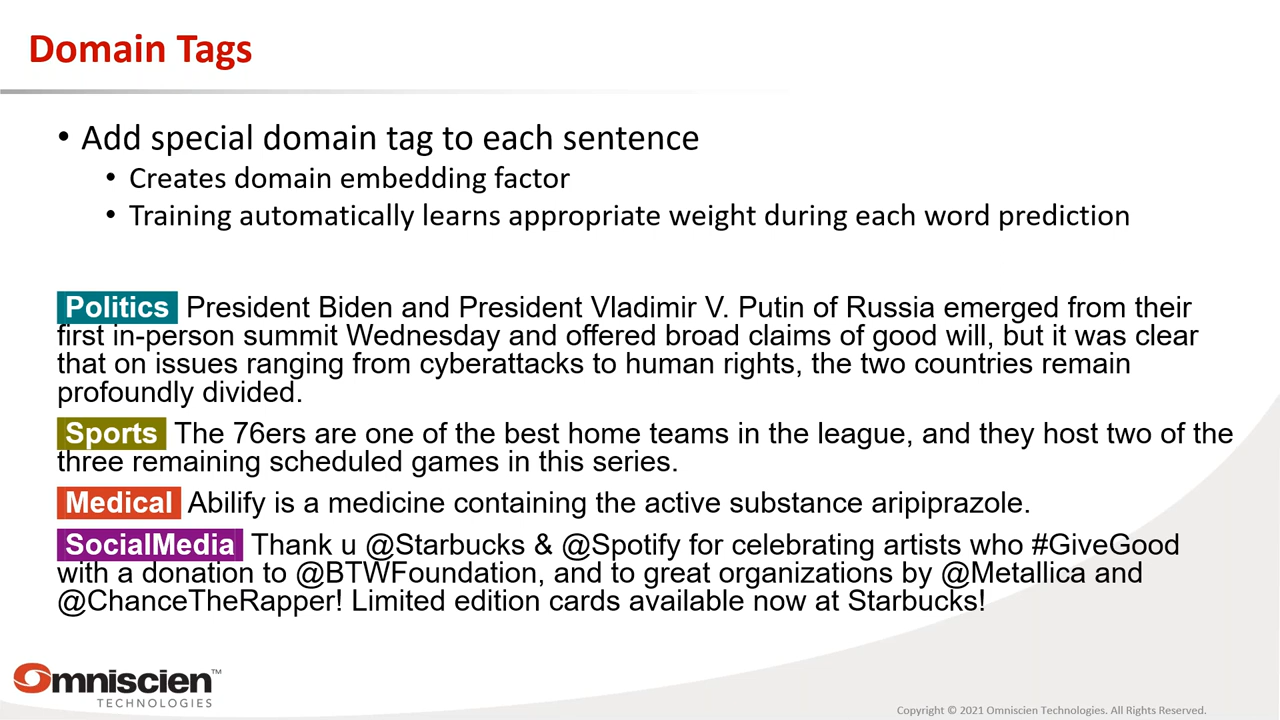 Domain Tags
• Add special domain tag to each sentence
• Creates domain embedding factor
• Training automatically learns appropriate weight during each word prediction
Politics President Biden and President Vladimir V. Putin of Russia emerged from their
first in-person summit Wednesday and offered broad claims of good will, but it was clear
that on issues ranging from cyberattacks to human rights, the two countries remain
profoundly divided.
Sports The 76ers are one of the best home teams in the league, and they host two of the
three remaining scheduled games in this series.
Medical Abilify is a medicine containing the active substance aripiprazole.
SocialMedia Thank u @Starbucks & @Spotify for celebrating artists who #GiveGood
with a donation to @BTWFoundation, and to great organizations by @Metallica and
@ChanceTheRapper! Limited edition cards available now at Starbucks!
Omniscien™
TECHNOLOGIES
Copyright © 2021 Omniscien Technologies. All Rights Reserved.